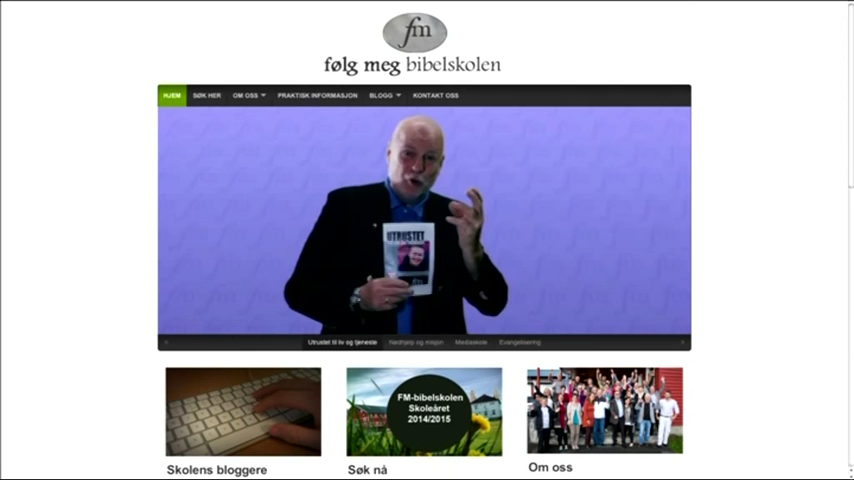 fm
følg meg bibelskolen
HJEM SØK HER OM OSS PRAKTISK INFORMASJON BLOGG KONTAKT OSS
UTRUSTET
Utrustet til liv og tjeneste Nødhjelp og misjon Mediaskole Evangelisering
FM-bibelskolen
Skoleåret
2014/2015
Skolens bloggere Søk nå Om oss